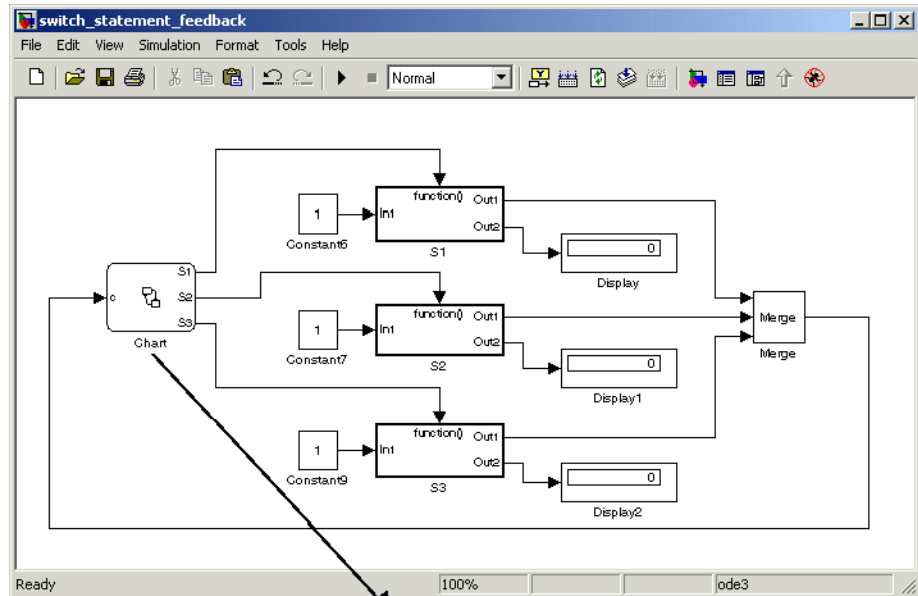 switch_statement_feedback
File Edit View Simulation Format Tools Help
Normal
function()
In1
Out1
Out2
1
Constant6
S1
0
Display
c
S1
S2
S3
Chart
function()
In1
Out1
Out2
1
Constant7
S2
0
Display1
Merge
Merge
function()
In1
Out1
Out2
1
Constant9
S3
0
Display2
Ready 100% ode3